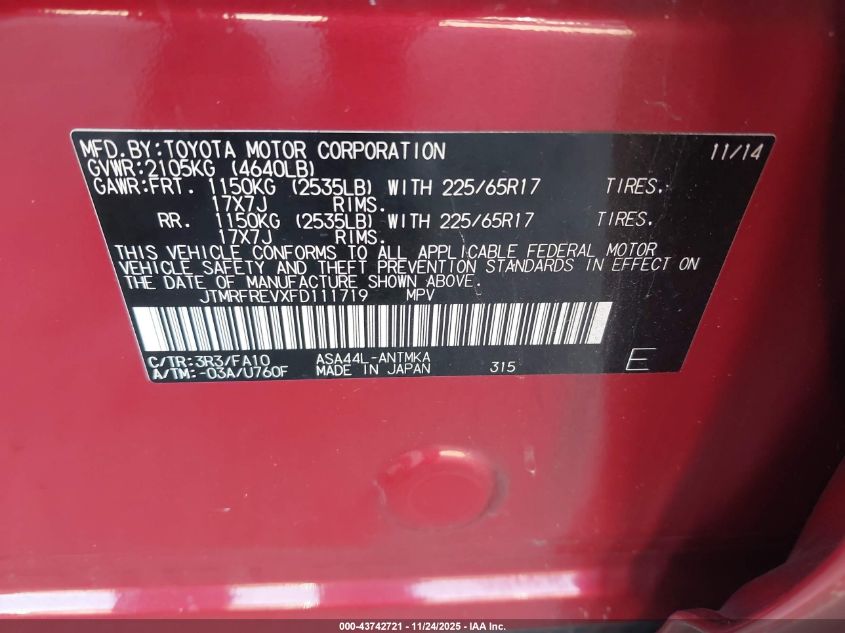 MFD.BY:TOYOTA MOTOR CORPORATION 11/14
GVWR:2105KG (4640LB)
GAWR:FRT. 1150KG (2535LB) WITH 225/65R17 TIRES.
17X7J RIMS.
RR. 1150KG (2535LB) WITH 225/65R17 TIRES.
17X7J RIMS.
THIS VEHICLE CONFORMS TO ALL APPLICABLE FEDERAL MOTOR
VEHICLE SAFETY AND THEFT PREVENTION STANDARDS IN EFFECT ON
THE DATE OF MANUFACTURE SHOWN ABOVE.
JTMRFREVXFD111719 MPV
C/TR:3R3/FA10 ASA44L-ANTMKA
A/TM:-03A/U760F MADE IN JAPAN 315 E
000-43742721 - 11/24/2025 - IAA Inc.